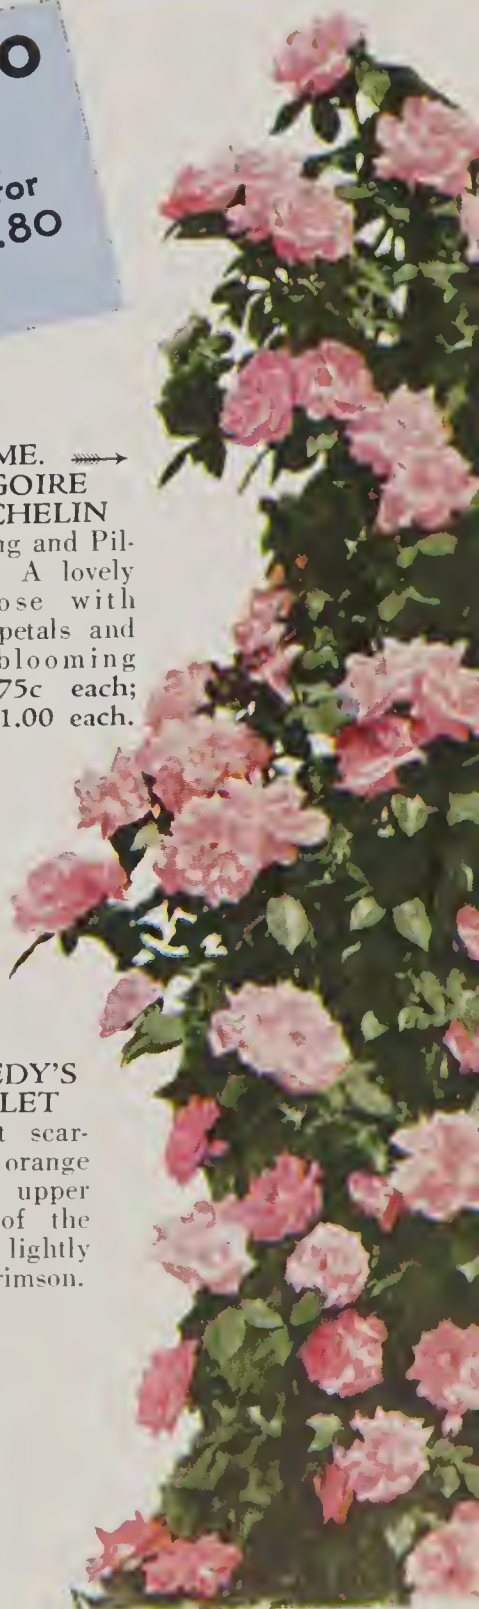 O
for
.80
ME.
GOIRE
CHELIN
ng and Pil-
A lovely
ose with
petals and
blooming
75c each;
1.00 each.
EDY'S
LET
t scar-
orange
upper
of the
lightly
rimson.